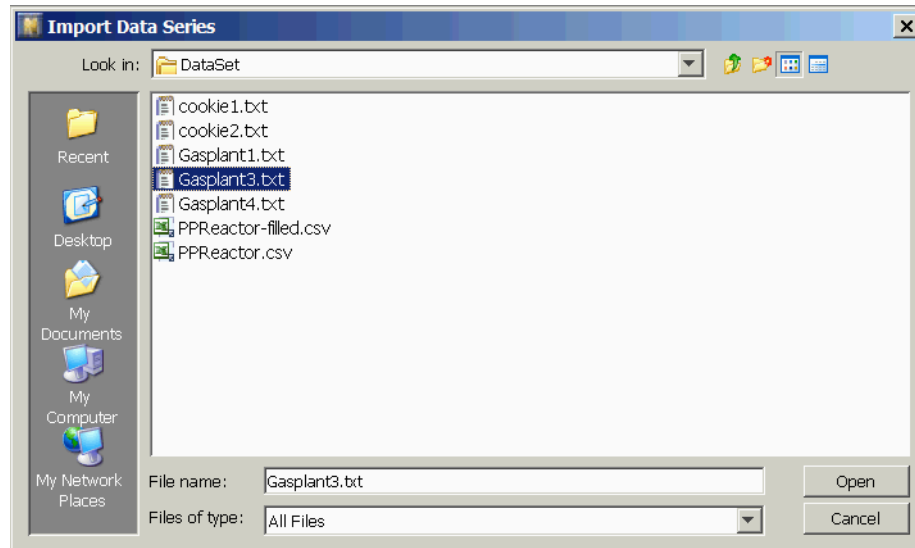 Import Data Series
Look in: DataSet
cookie1.txt
cookie2.txt
Gasplant1.txt
Gasplant3.txt
Gasplant4.txt
PPReactor-filled.csv
PPReactor.csv
Recent
Desktop
My
Documents
My
Computer
My Network
Places
File name: Gasplant3.txt Open
Files of type: All Files Cancel